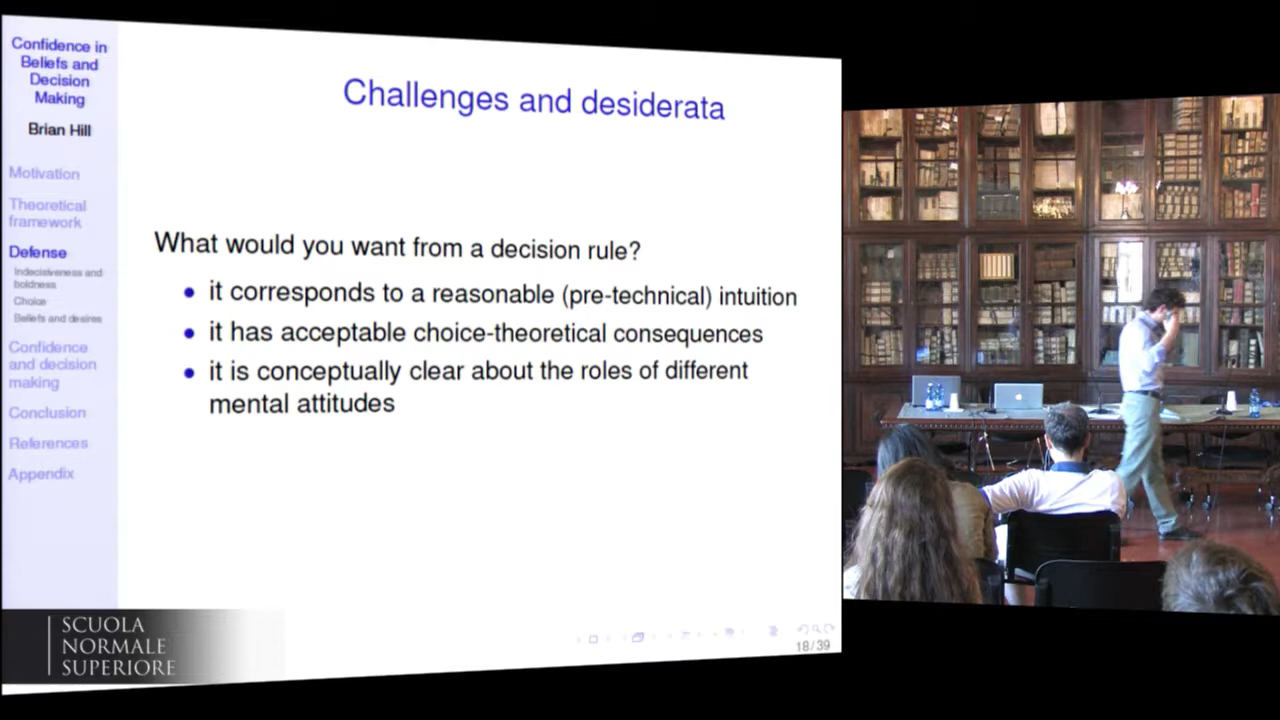 Confidence in
Beliefs and
Decision
Making
Brian Hill
Motivation
Theoretical
framework
Defense
Indecisiveness and
boldness
Choice
Beliefs and desires
Confidence
and decision
making
Conclusion
References
Appendix
Challenges and desiderata
What would you want from a decision rule?
• it corresponds to a reasonable (pre-technical) intuition
• it has acceptable choice-theoretical consequences
• it is conceptually clear about the roles of different
mental attitudes
18/39
SCUOLA
NORMALE
SUPERIORE